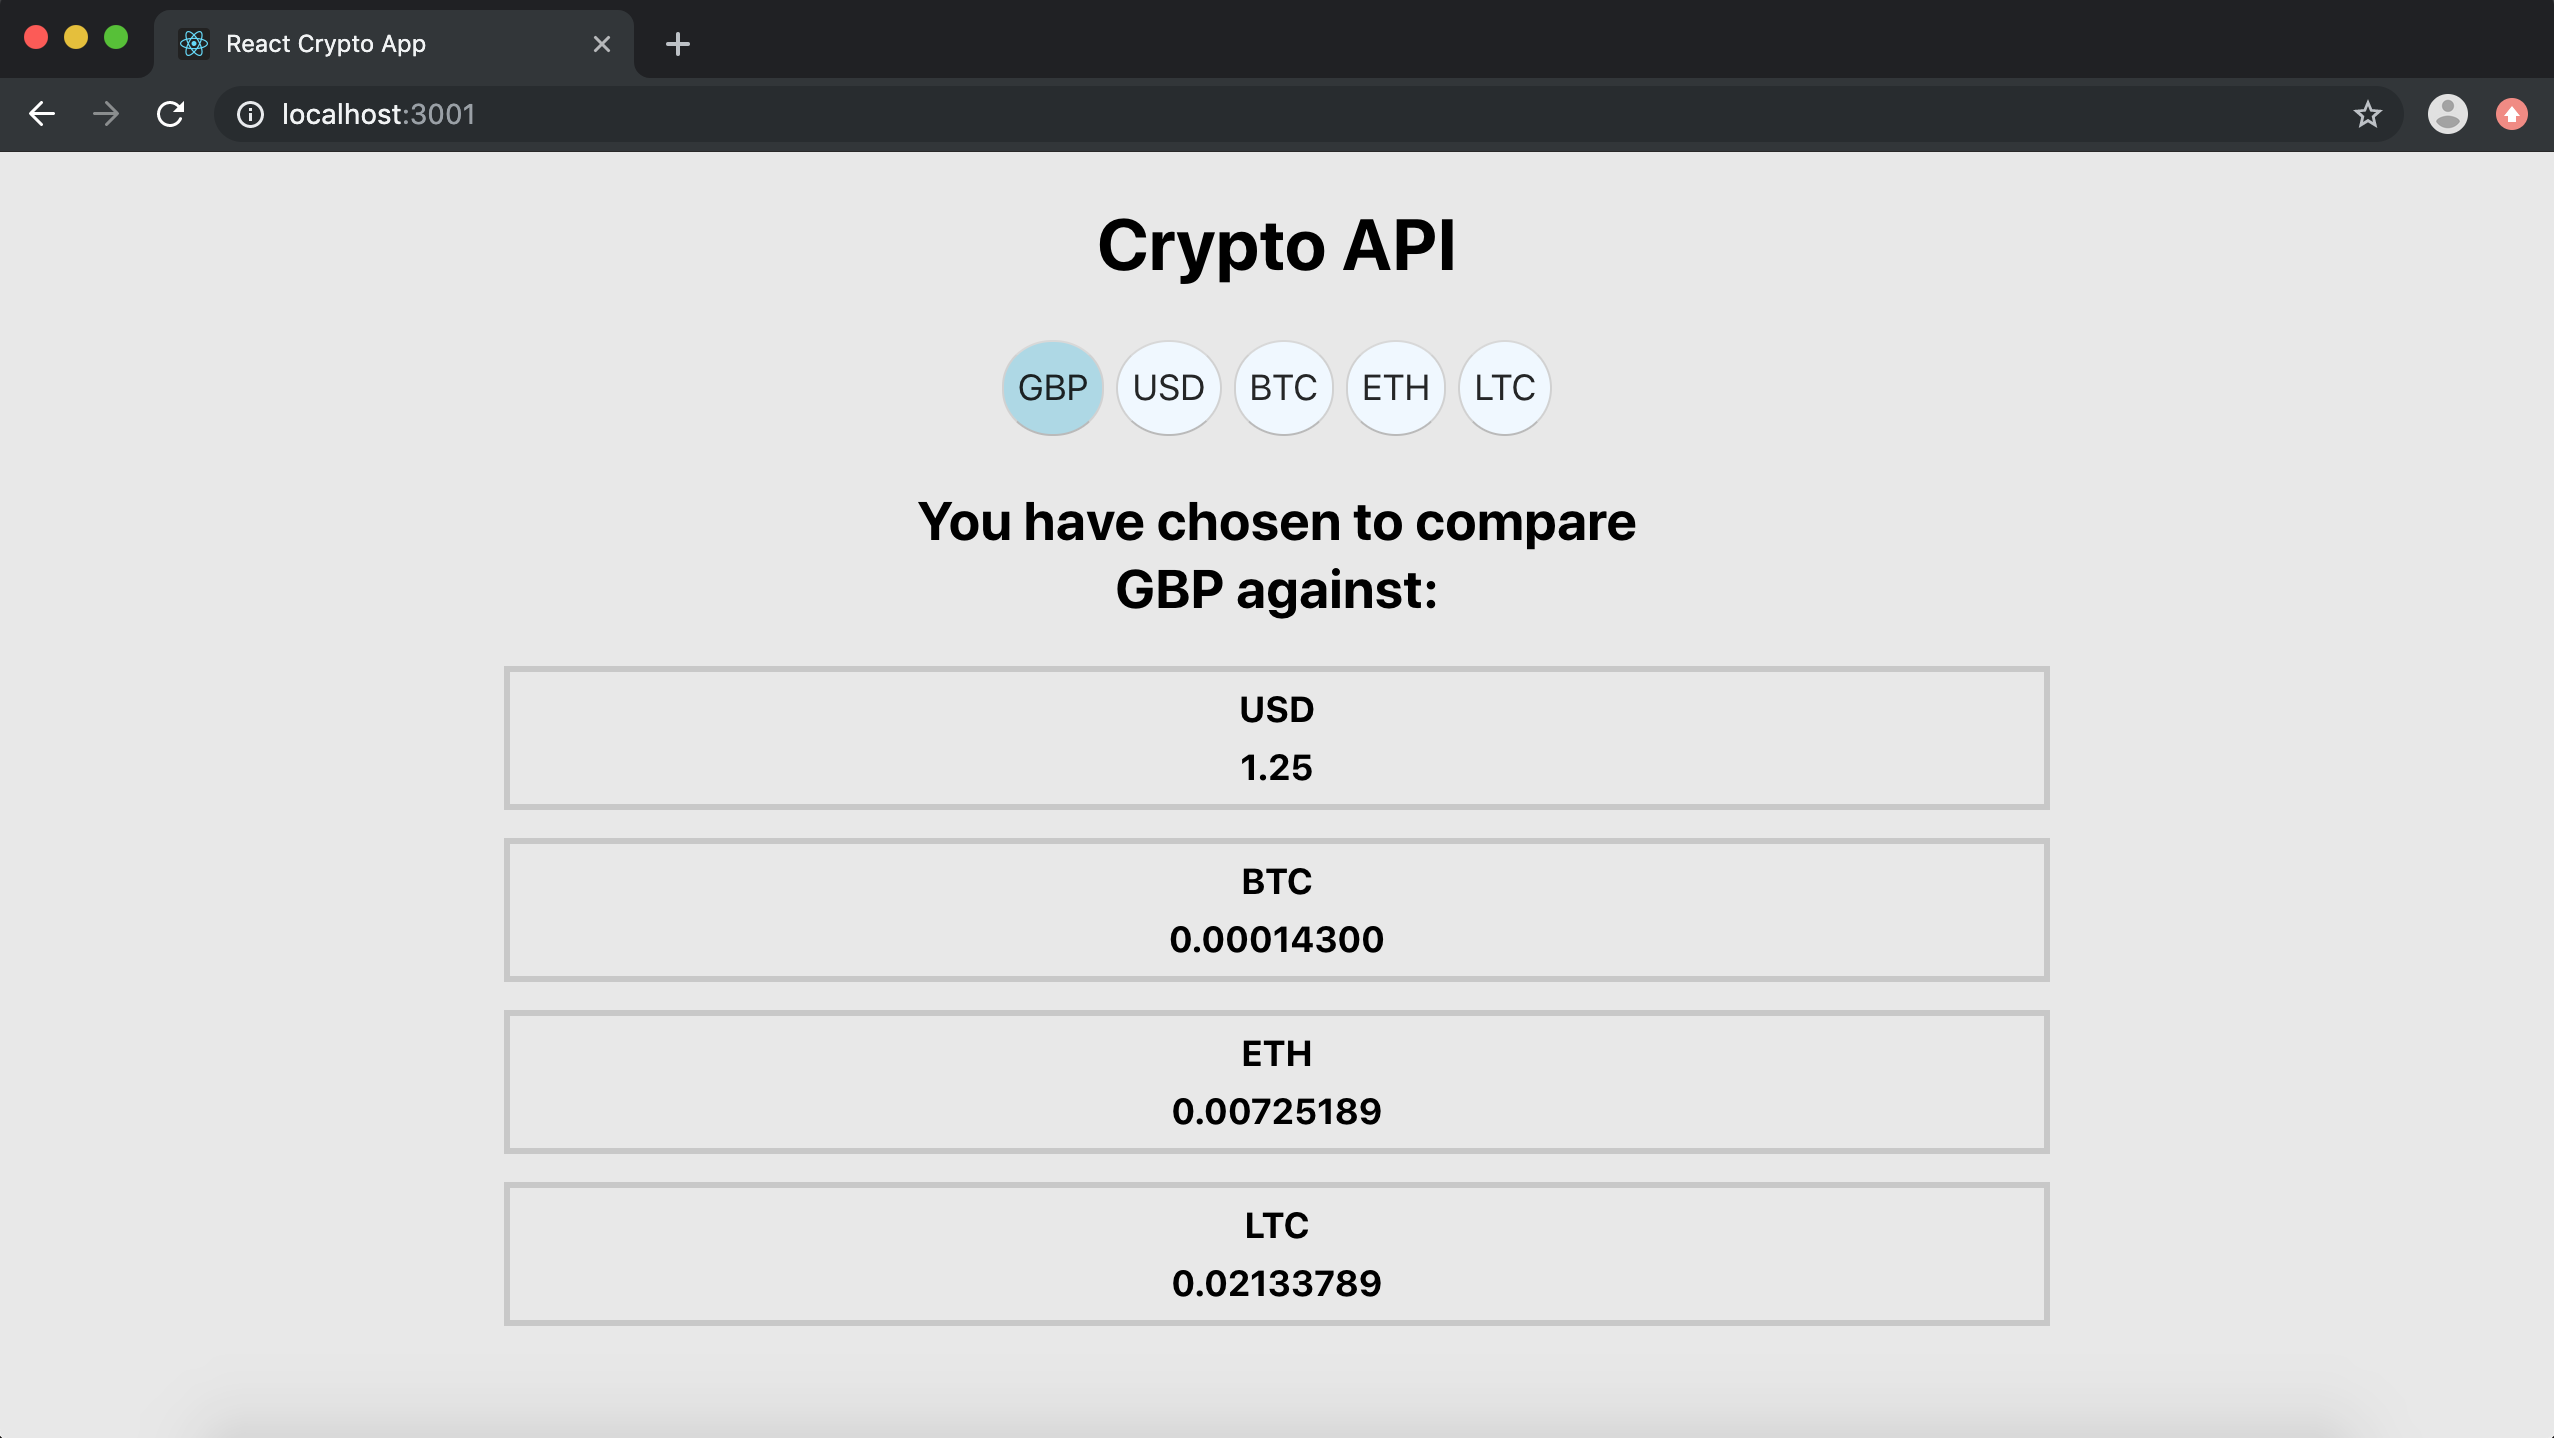 React Crypto App
localhost:3001
Crypto API
GBP USD BTC ETH LTC
You have chosen to compare
GBP against:
USD
1.25
BTC
0.00014300
ETH
0.00725189
LTC
0.02133789